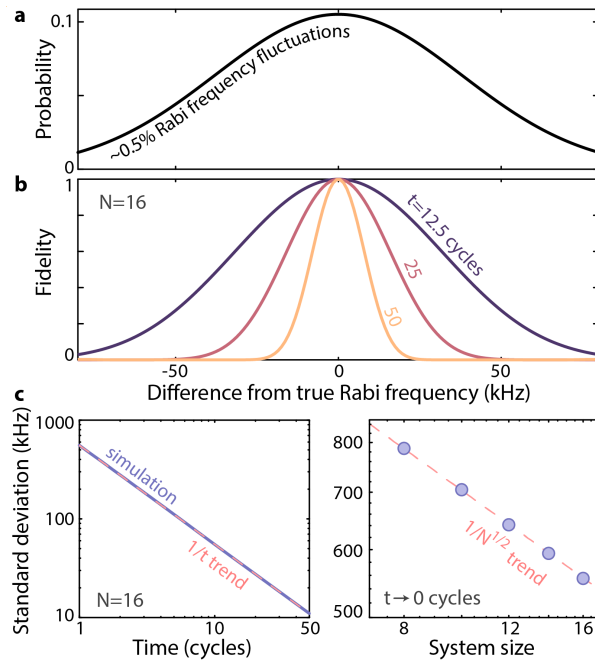 a
0.1
Probability
~0.5% Rabi frequency fluctuations
0
b
1
N=16
Fidelity
t=12.5 cycles
25
50
0
-50
0
50
Difference from true Rabi frequency (kHz)
c
1000
100
10
Standard deviation (kHz)
simulation
1/t trend
N=16
1
10
50
Time (cycles)
800
700
600
500
1/N^1/2 trend
t→0 cycles
8
12
16
System size